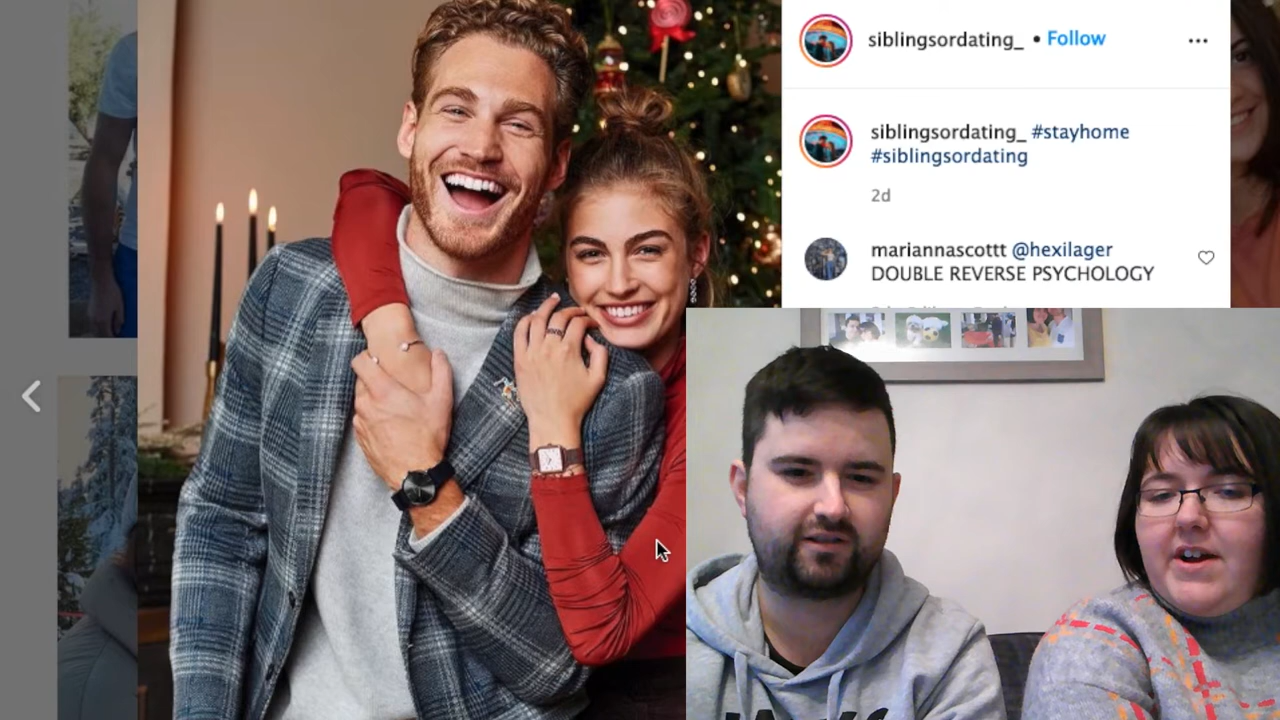 siblingsordating_ • Follow
siblingsordating_ #stayhome
#siblingsordating
2d
mariannascottt @hexilager
DOUBLE REVERSE PSYCHOLOGY